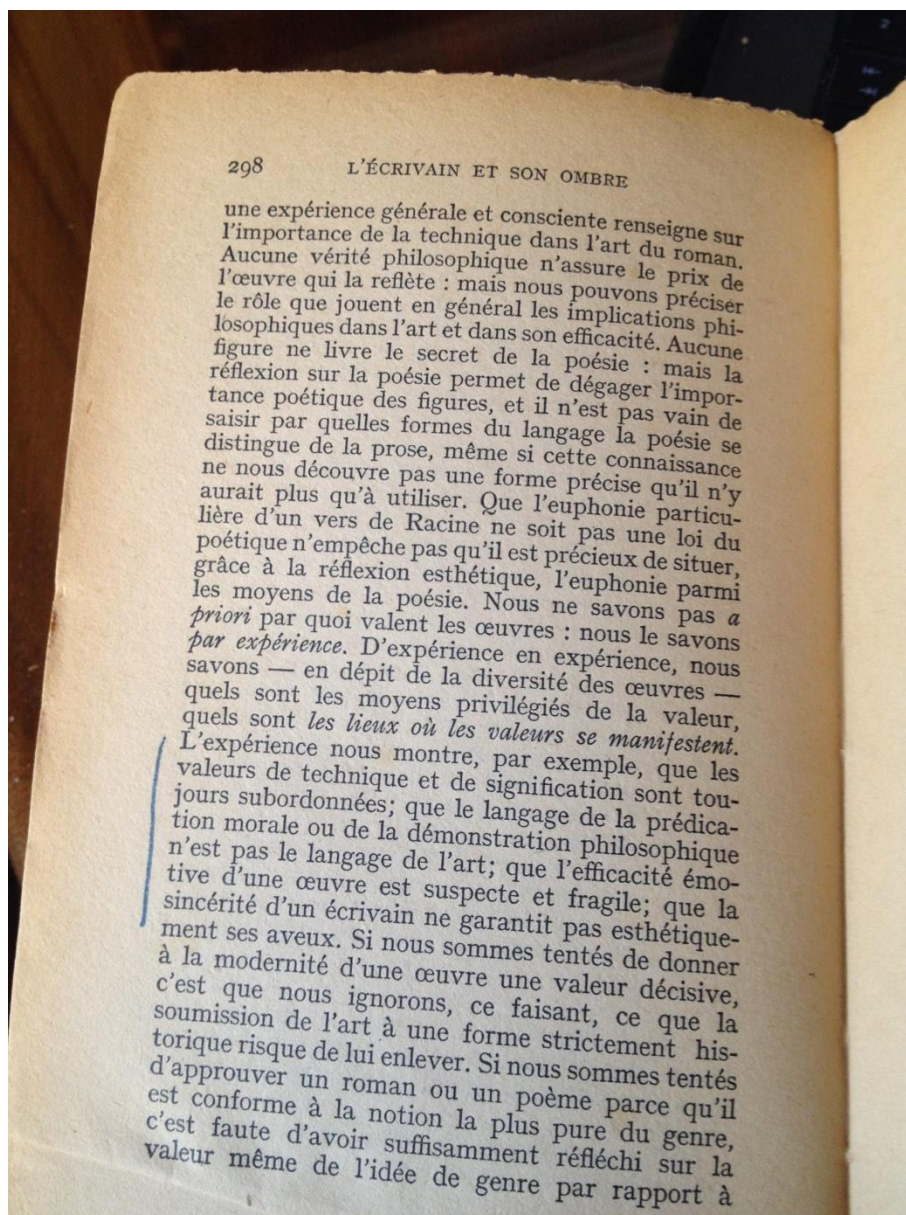 298 L'ÉCRIVAIN ET SON OMBRE
une expérience générale et consciente renseigne sur
l'importance de la technique dans l'art du roman.
Aucune vérité philosophique n'assure le prix de
l'œuvre qui la reflète : mais nous pouvons préciser
le rôle que jouent en général les implications phi-
losophiques dans l'art et dans son efficacité. Aucune
figure ne livre le secret de la poésie : mais la
réflexion sur la poésie permet de dégager l'impor-
tance poétique des figures, et il n'est pas vain de
saisir par quelles formes du langage la poésie se
distingue de la prose, même si cette connaissance
ne nous découvre pas une forme précise qu'il n'y
aurait plus qu'à utiliser. Que l'euphonie particu-
lière d'un vers de Racine ne soit pas une loi du
poétique n'empêche pas qu'il est précieux de situer,
grâce à la réflexion esthétique, l'euphonie parmi
les moyens de la poésie. Nous ne savons pas a
priori par quoi valent les œuvres : nous le savons
par expérience. D'expérience en expérience, nous
savons — en dépit de la diversité des œuvres —
quels sont les moyens privilégiés de la valeur,
quels sont les lieux où les valeurs se manifestent.
L'expérience nous montre, par exemple, que les
valeurs de technique et de signification sont tou-
jours subordonnées; que le langage de la prédica-
tion morale ou de la démonstration philosophique
n'est pas le langage de l'art; que l'efficacité émo-
tive d'une œuvre est suspecte et fragile; que la
sincérité d'un écrivain ne garantit pas esthétique-
ment ses aveux. Si nous sommes tentés de donner
à la modernité d'une œuvre une valeur décisive,
c'est que nous ignorons, ce faisant, ce que la
soumission de l'art à une forme strictement his-
torique risque de lui enlever. Si nous sommes tentés
d'approuver un roman ou un poème parce qu'il
est conforme à la notion la plus pure du genre,
c'est faute d'avoir suffisamment réfléchi sur la
valeur même de l'idée de genre par rapport à